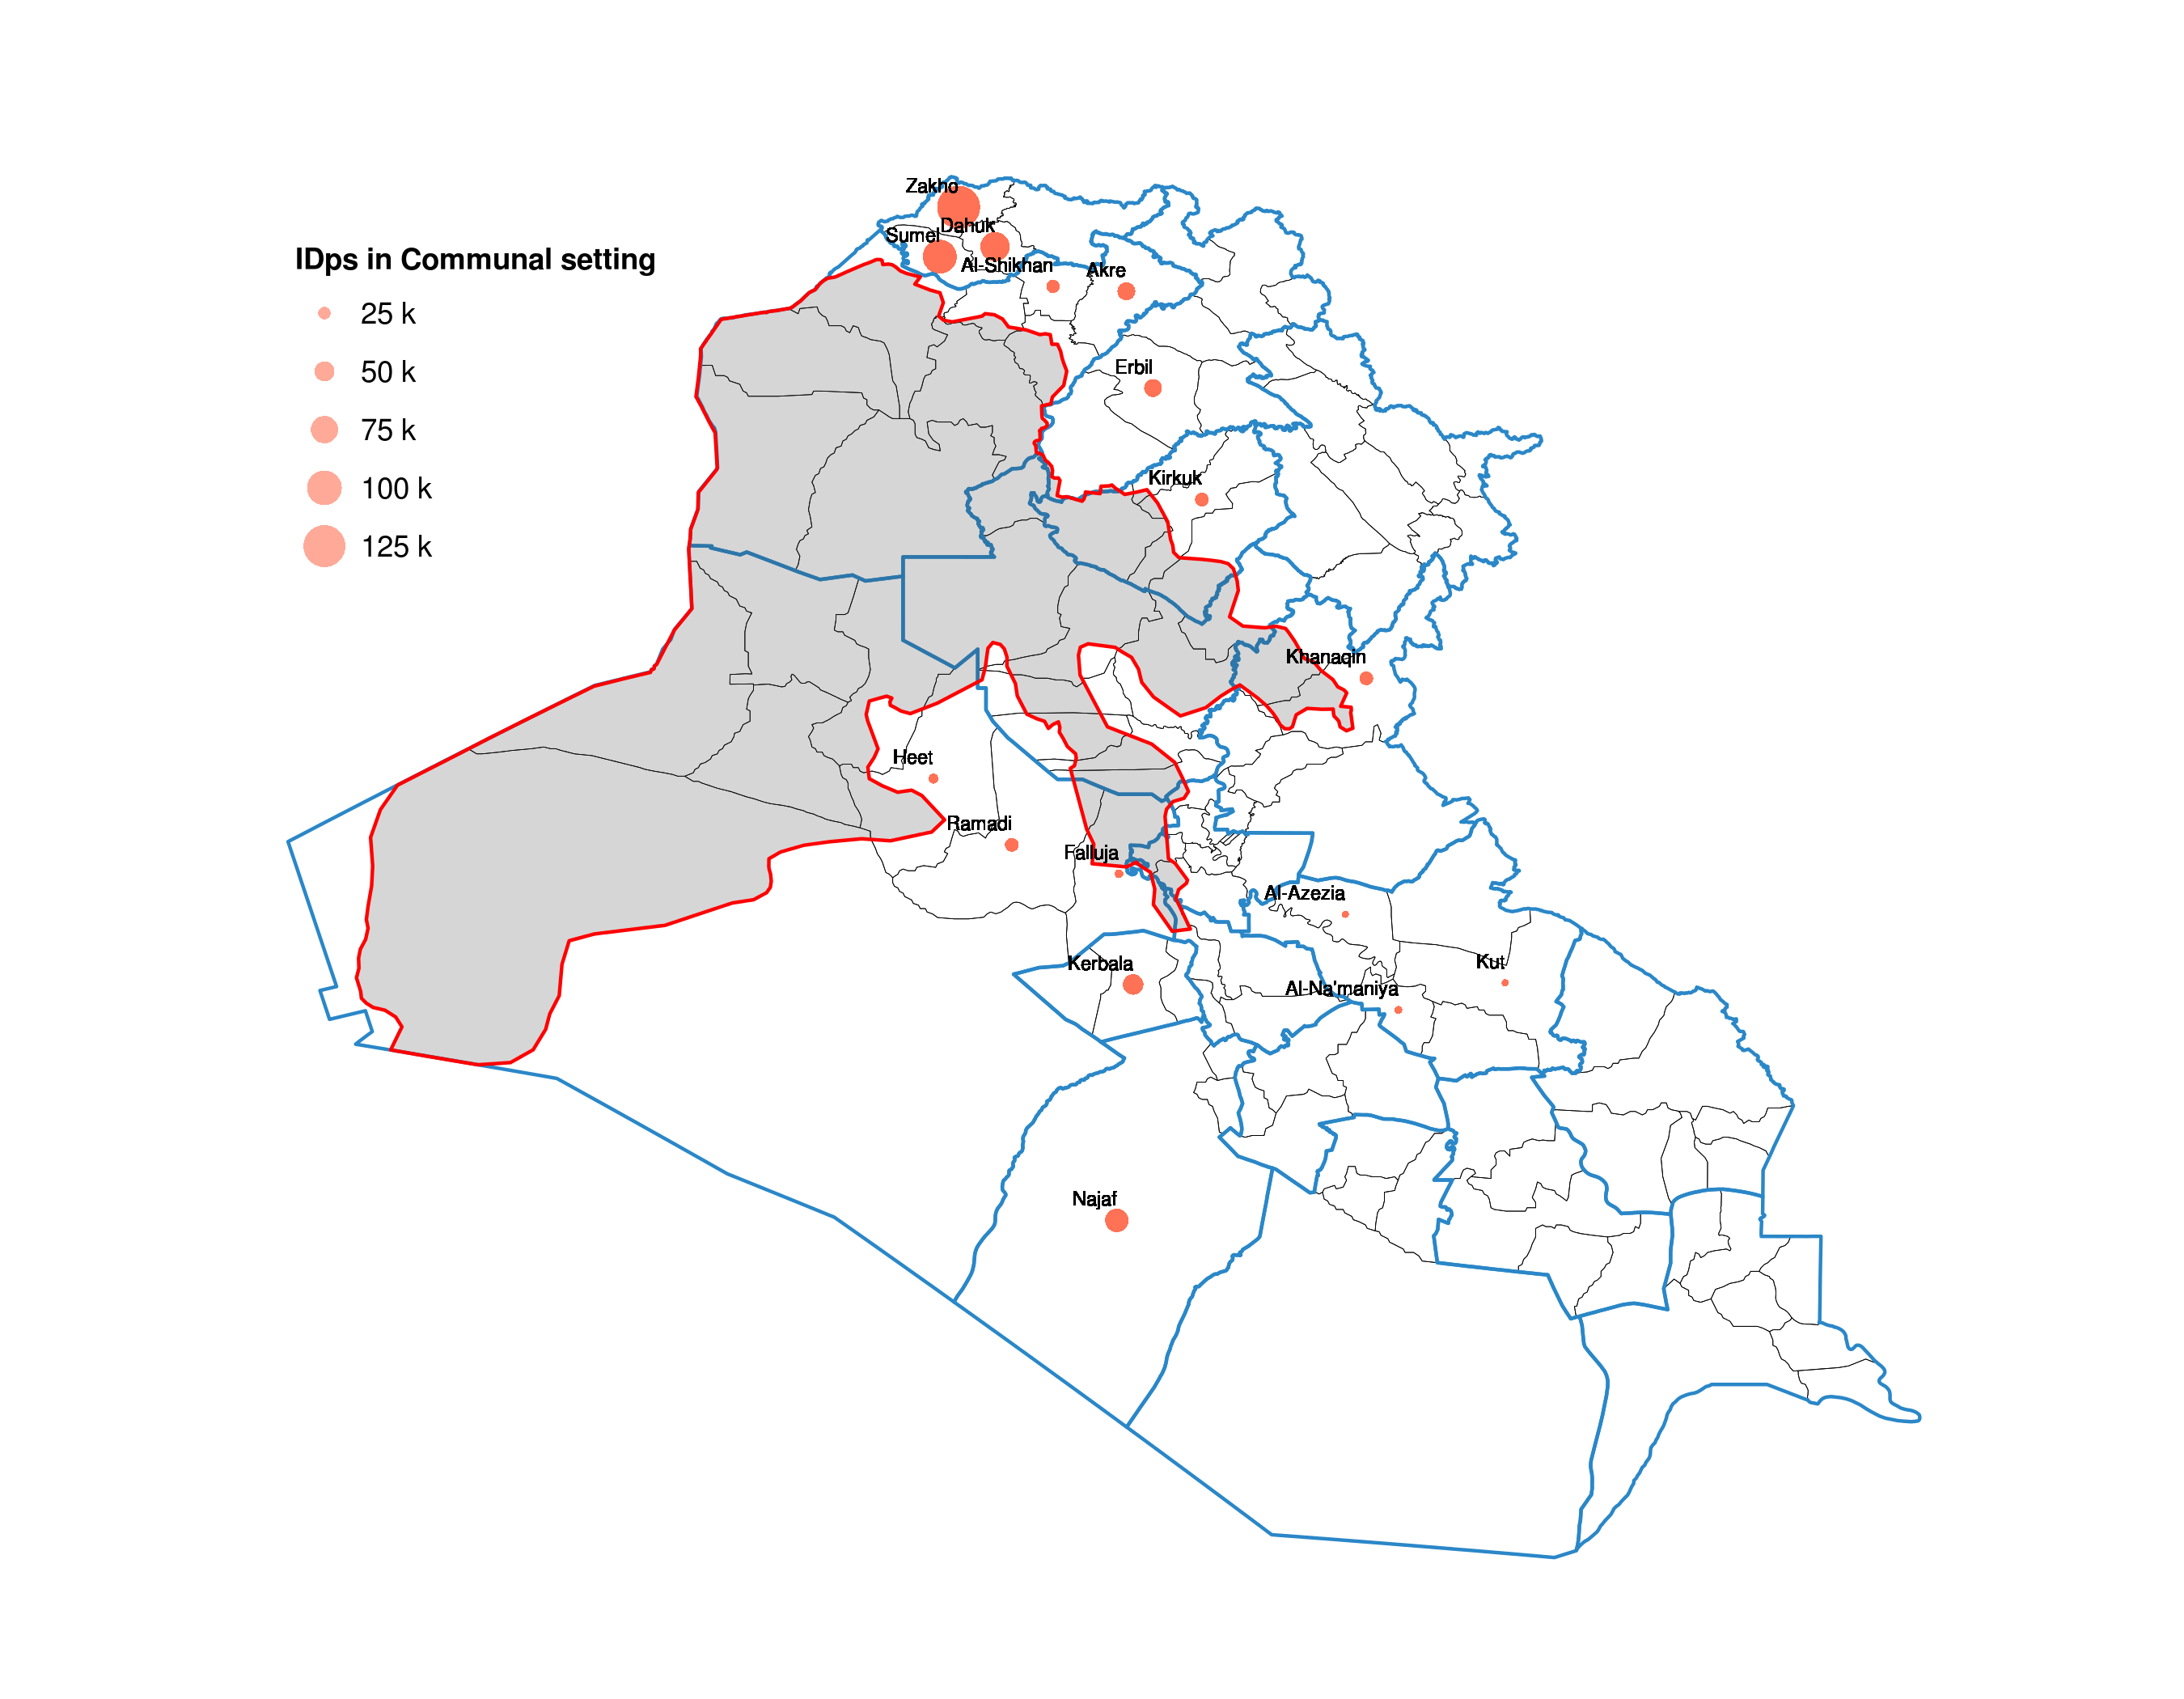 Zakho
Dahuk
Sumel
Al-Shikhan
Akre
IDps in Communal setting
25 k
50 k
75 k
100 k
125 k
Erbil
Kirkuk
Khanaqin
Heet
Ramadi
Falluja
Al-Azezia
Kerbala
Kut
Al-Na'maniya
Najaf